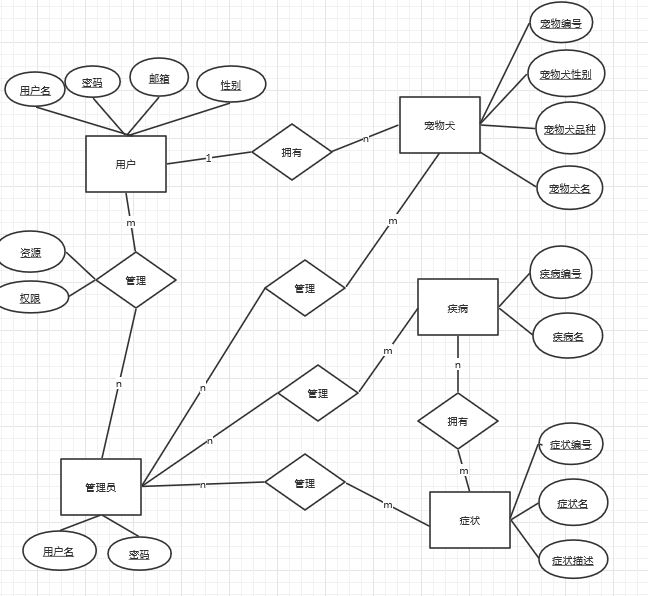 宠物编号
用户名
密码
邮箱
性别
宠物犬性别
宠物犬
宠物犬品种
用户
1
拥有
n
宠物犬名
m
m
资源
管理
权限
管理
疾病编号
疾病
疾病名
m
n
n
n
管理
拥有
n
m
症状编号
管理员
n
管理
m
症状
症状名
用户名
密码
症状描述